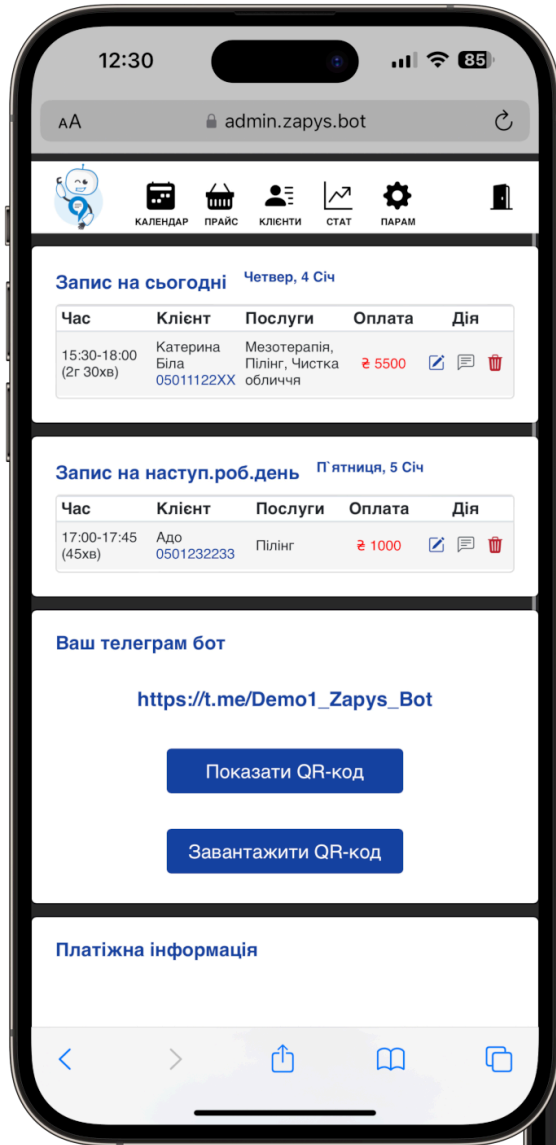 12:30
85
AA
admin.zapys.bot
КАЛЕНДАР ПРАЙС КЛІЄНТИ СТАТ ПАРАМ
Запис на сьогодні Четвер, 4 Січ
Час Клієнт Послуги Оплата Дія
15:30-18:00 (2г 30хв)
Катерина Біла 05011122XX
Мезотерапія, Пілінг, Чистка обличчя
₴ 5500
Запис на наступ.роб.день П`ятниця, 5 Січ
Час Клієнт Послуги Оплата Дія
17:00-17:45 (45хв)
Адо 0501232233
Пілінг
₴ 1000
Ваш телеграм бот
https://t.me/Demo1_Zapys_Bot
Показати QR-код
Завантажити QR-код
Платіжна інформація